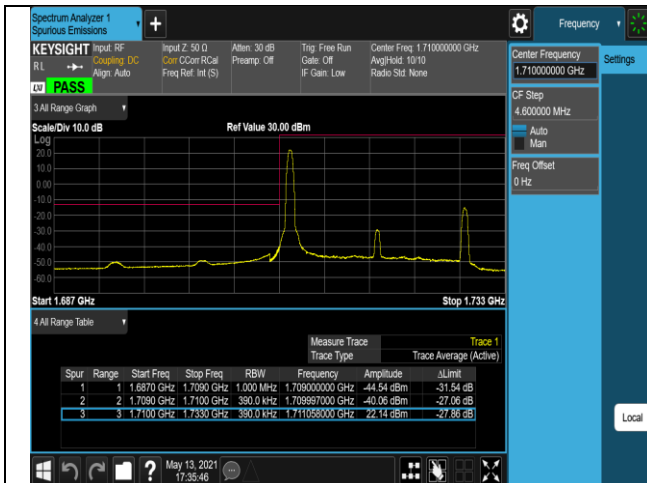 Spectrum Analyzer 1
Spurious Emissions
Frequency
KEYSIGHT
Input: RF
Coupling: DC
Align: Auto
Input Z: 50 Ω
Corr CCorr RCal
Freq Ref: Int (S)
Atten: 30 dB
Preamp: Off
Trig: Free Run
Gate: Off
IF Gain: Low
Center Freq: 1.710000000 GHz
Avg|Hold: 10/10
Radio Std: None
R L
LXI
PASS
Center Frequency
1.710000000 GHz
Settings
CF Step
4.600000 MHz
Auto
Man
Freq Offset
0 Hz
Local
3 All Range Graph
Scale/Div 10.0 dB
Ref Value 30.00 dBm
Log
20.0
10.0
0.00
-10.0
-20.0
-30.0
-40.0
-50.0
-60.0
Start 1.687 GHz
Stop 1.733 GHz
4 All Range Table
Measure Trace Trace 1
Trace Type Trace Average (Active)
Spur Range Start Freq Stop Freq RBW Frequency Amplitude ΔLimit
1 1 1.6870 GHz 1.7090 GHz 1.000 MHz 1.709000000 GHz -44.54 dBm -31.54 dB
2 2 1.7090 GHz 1.7100 GHz 390.0 kHz 1.709997000 GHz -40.06 dBm -27.06 dB
3 3 1.7100 GHz 1.7330 GHz 390.0 kHz 1.711058000 GHz 22.14 dBm -27.86 dB
?
May 13, 2021
17:35:46